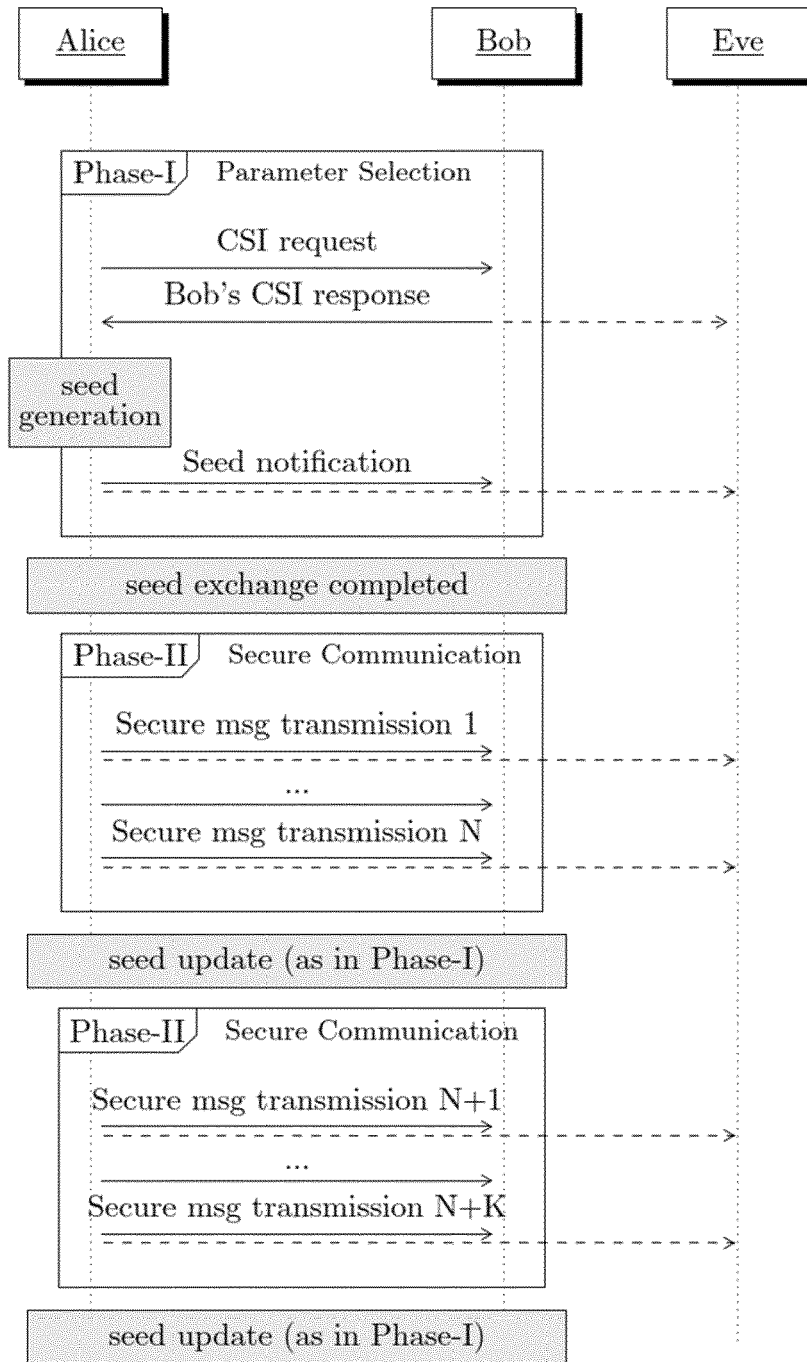 Alice Bob Eve
Phase-I Parameter Selection
CSI request
Bob's CSI response
seed
generation
Seed notification
seed exchange completed
Phase-II Secure Communication
Secure msg transmission 1
...
Secure msg transmission N
seed update (as in Phase-I)
Phase-II Secure Communication
Secure msg transmission N+1
...
Secure msg transmission N+K
seed update (as in Phase-I)